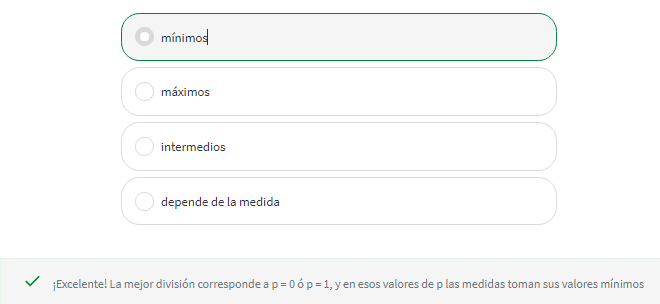 mínimos
máximos
intermedios
depende de la medida
¡Excelente! La mejor división corresponde a p = 0 ó p = 1, y en esos valores de p las medidas toman sus valores mínimos